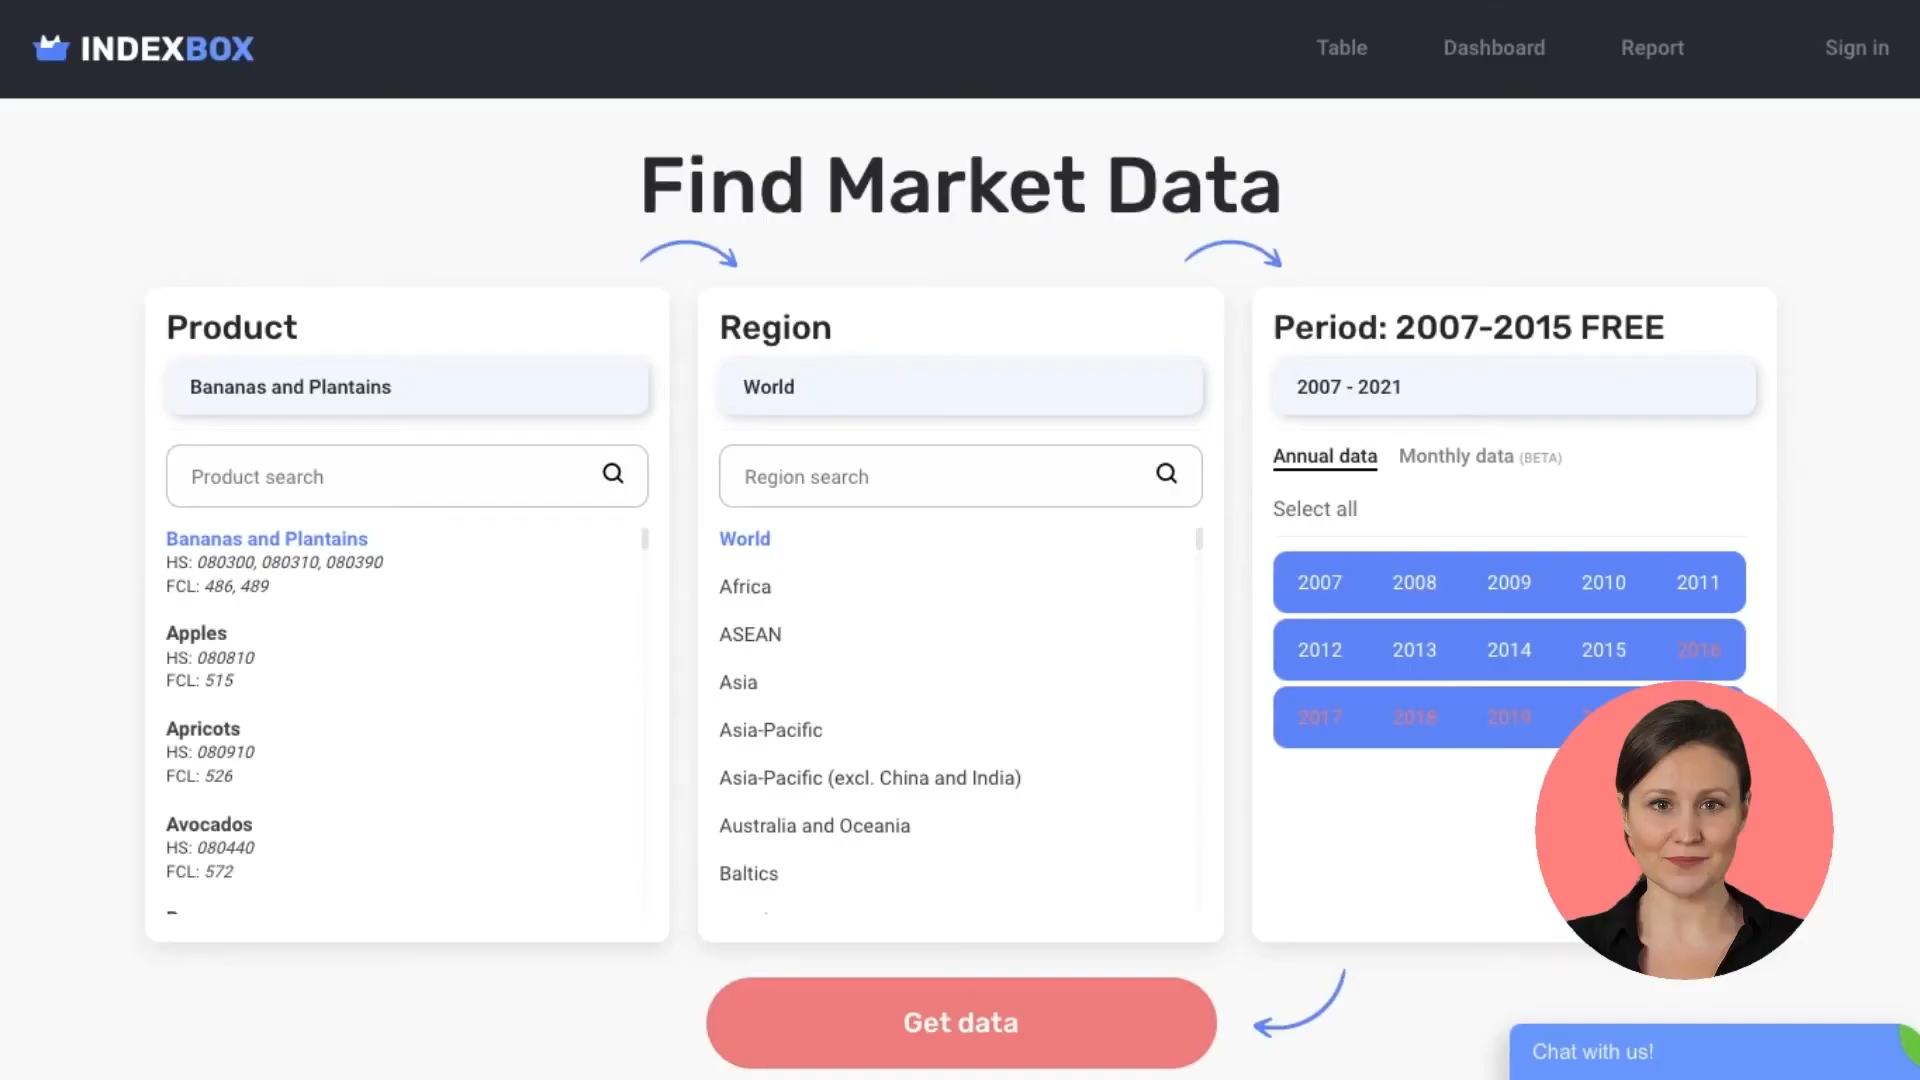 INDEXBOX
Table
Dashboard
Report
Sign in
Find Market Data
Product
Bananas and Plantains
Product search
Bananas and Plantains
HS: 080300, 080310, 080390
FCL: 486, 489
Apples
HS: 080810
FCL: 515
Apricots
HS: 080910
FCL: 526
Avocados
HS: 080440
FCL: 572
Region
World
Region search
World
Africa
ASEAN
Asia
Asia-Pacific
Asia-Pacific (excl. China and India)
Australia and Oceania
Baltics
Period: 2007-2015 FREE
2007 - 2021
Annual data Monthly data (BETA)
Select all
2007 2008 2009 2010 2011
2012 2013 2014 2015 2016
2017 2018 2019
Get data
Chat with us!